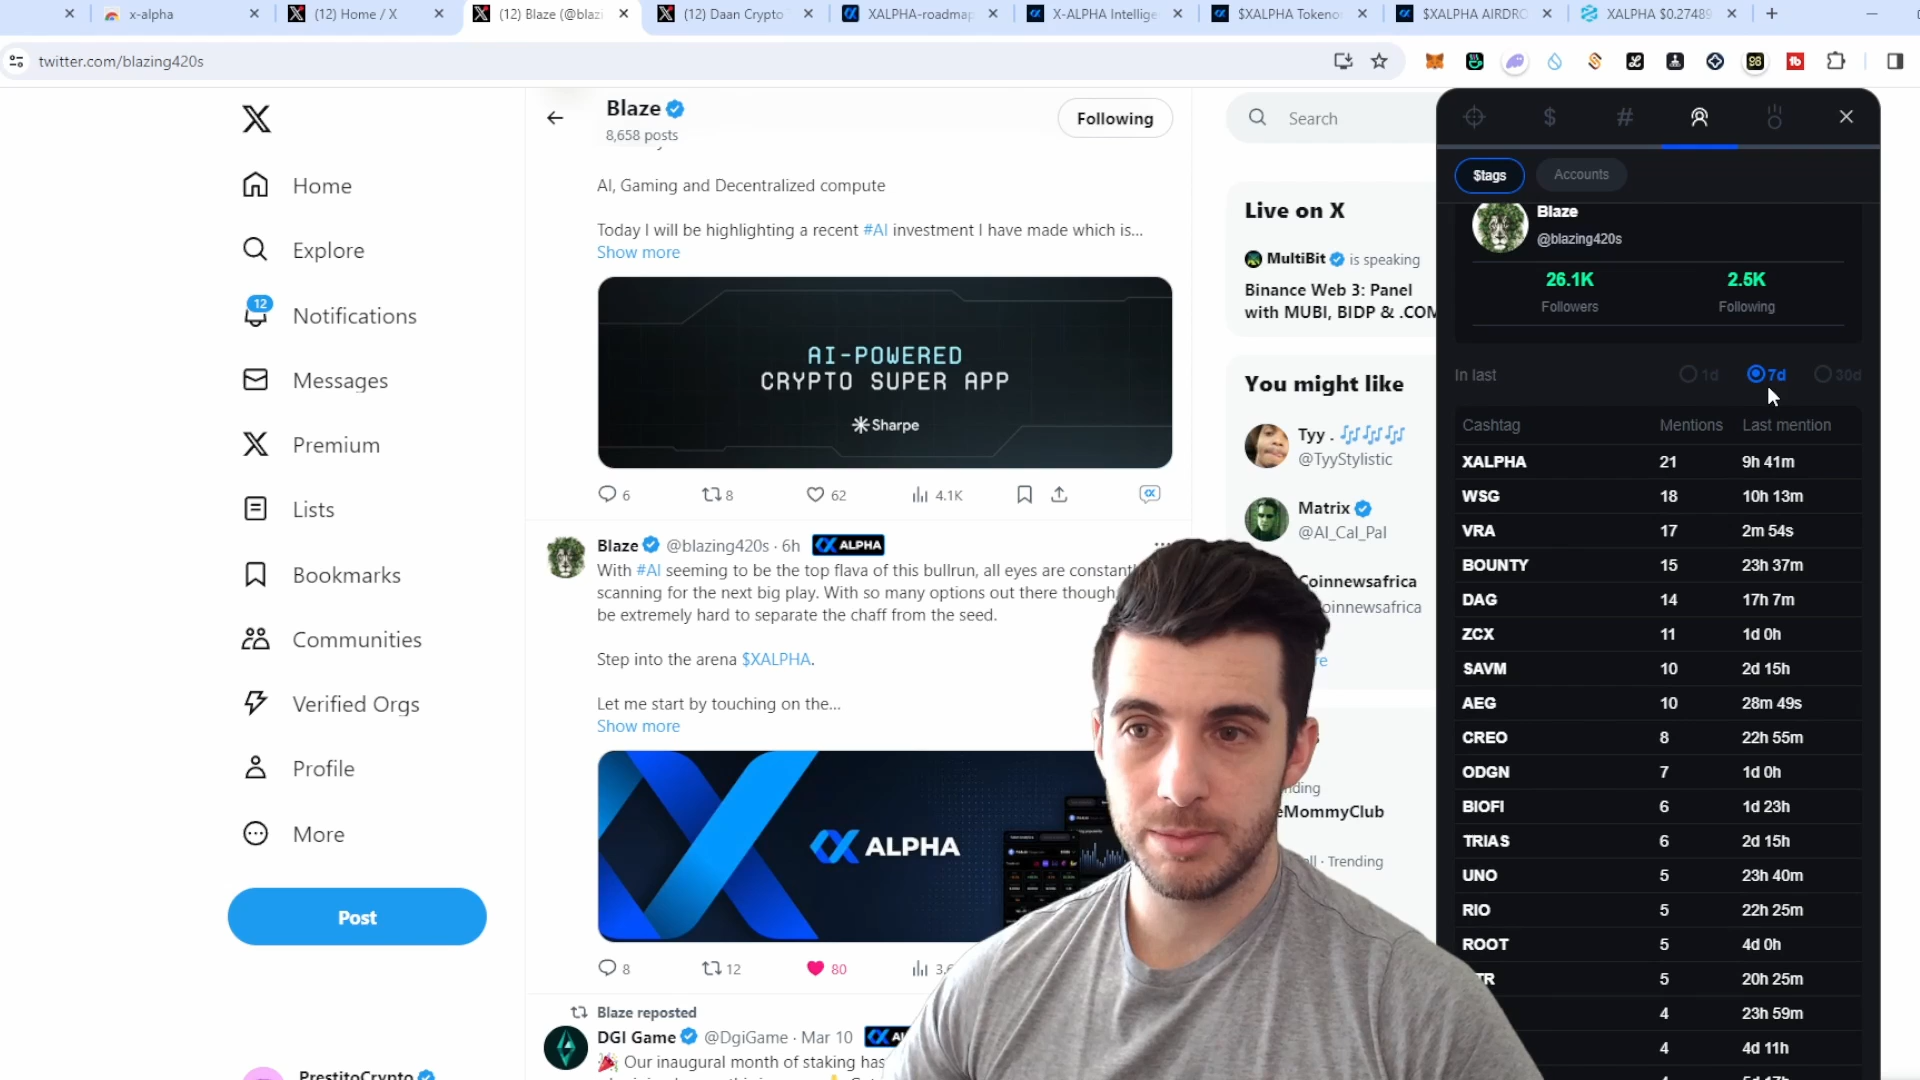 x-alpha
(12) Home / X
(12) Blaze (@blazi
(12) Daan Crypto
XALPHA-roadmap
X-ALPHA Intellige
$XALPHA Tokeno
$XALPHA AIRDRO
XALPHA $0.27489
twitter.com/blazing420s
Home
Explore
12
Notifications
Messages
Premium
Lists
Bookmarks
Communities
Verified Orgs
Profile
More
Post
PrestitoCrypto
Blaze
8,658 posts
Following
AI, Gaming and Decentralized compute
Today I will be highlighting a recent #AI investment I have made which is...
Show more
AI-POWERED
CRYPTO SUPER APP
Sharpe
6 8 62 4.1K
Blaze @blazing420s · 6h ALPHA
With #AI seeming to be the top flava of this bullrun, all eyes are constant
scanning for the next big play. With so many options out there though,
be extremely hard to separate the chaff from the seed.
Step into the arena $XALPHA.
Let me start by touching on the...
Show more
ALPHA
8 12 80
Blaze reposted
DGI Game @DgiGame · Mar 10
Our inaugural month of staking has
Search
Live on X
MultiBit is speaking
Binance Web 3: Panel
with MUBI, BIDP & .COM
You might like
Tyy .
@TyyStylistic
Matrix
@AI_Cal_Pal
Coinnewsafrica
oinnewsafrica
re
nding
eMommyClub
oll · Trending
$tags
Accounts
Blaze
@blazing420s
26.1K 2.5K
Followers Following
In last 1d 7d 30d
Cashtag Mentions Last mention
XALPHA 21 9h 41m
WSG 18 10h 13m
VRA 17 2m 54s
BOUNTY 15 23h 37m
DAG 14 17h 7m
ZCX 11 1d 0h
SAVM 10 2d 15h
AEG 10 28m 49s
CREO 8 22h 55m
ODGN 7 1d 0h
BIOFI 6 1d 23h
TRIAS 6 2d 15h
UNO 5 23h 40m
RIO 5 22h 25m
ROOT 5 4d 0h
TR 5 20h 25m
4 23h 59m
4 4d 11h